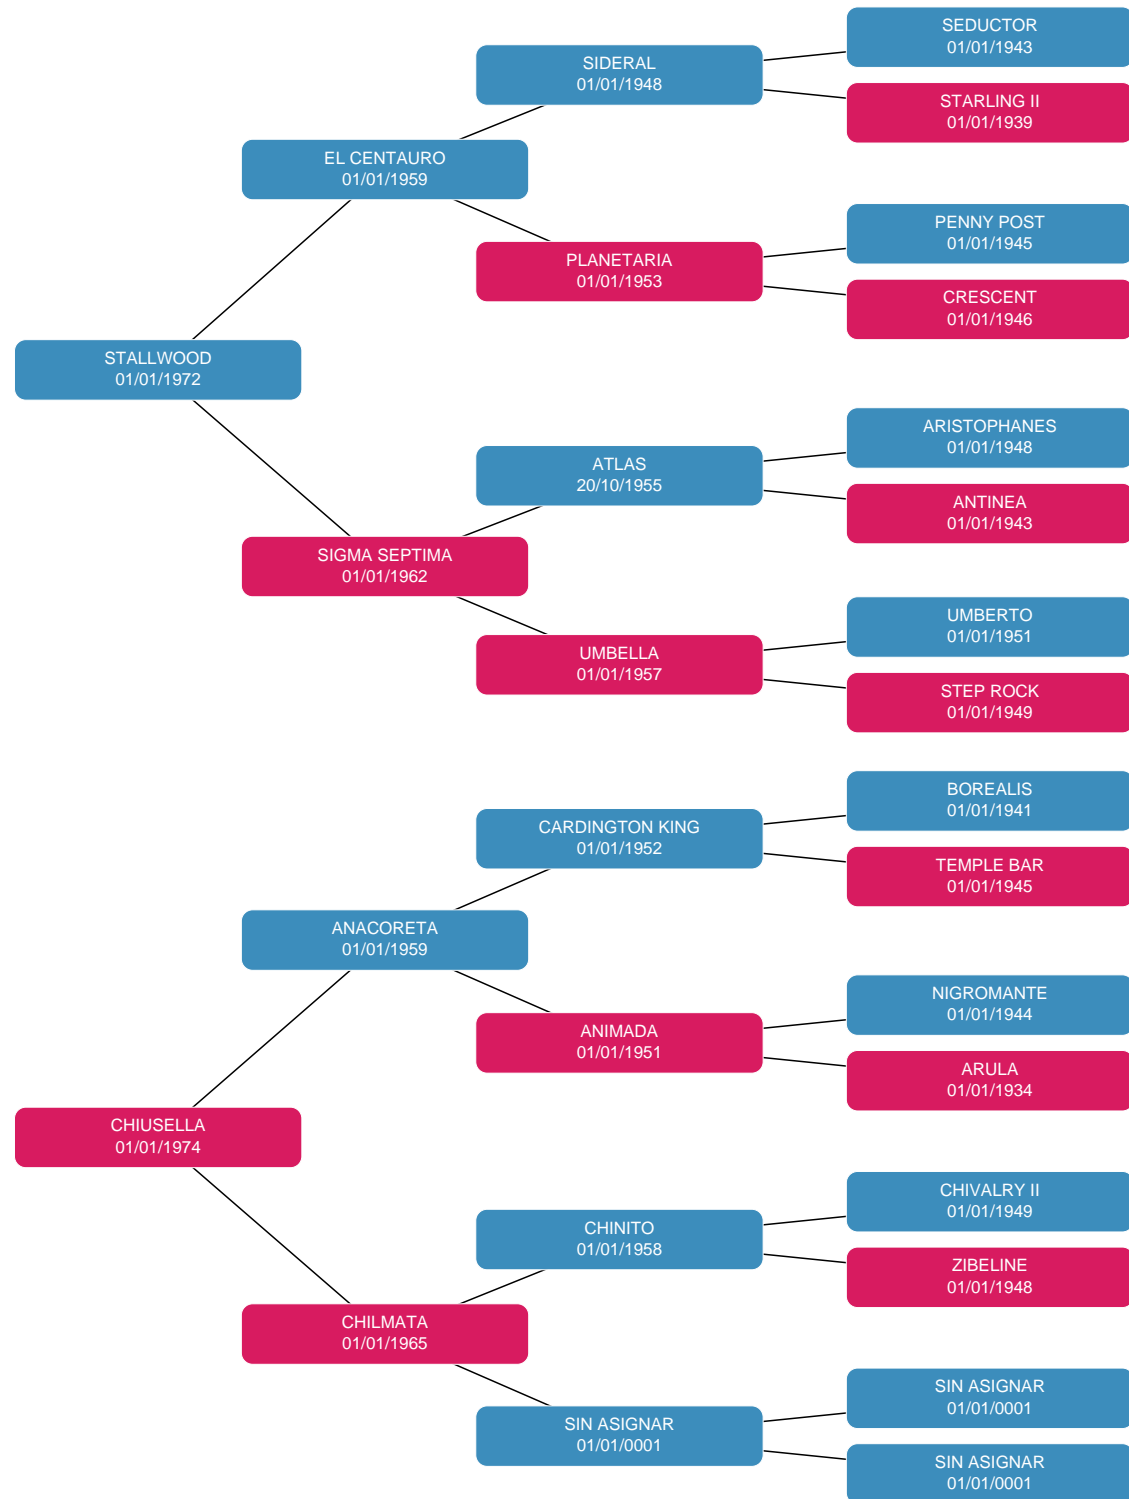 SEDUCTOR
01/01/1943
SIDERAL
01/01/1948
STARLING II
01/01/1939
EL CENTAURO
01/01/1959
PENNY POST
01/01/1945
PLANETARIA
01/01/1953
CRESCENT
01/01/1946
STALLWOOD
01/01/1972
ARISTOPHANES
01/01/1948
ATLAS
20/10/1955
ANTINEA
01/01/1943
SIGMA SEPTIMA
01/01/1962
UMBERTO
01/01/1951
UMBELLA
01/01/1957
STEP ROCK
01/01/1949
BOREALIS
01/01/1941
CARDINGTON KING
01/01/1952
TEMPLE BAR
01/01/1945
ANACORETA
01/01/1959
NIGROMANTE
01/01/1944
ANIMADA
01/01/1951
ARULA
01/01/1934
CHIUSELLA
01/01/1974
CHIVALRY II
01/01/1949
CHINITO
01/01/1958
ZIBELINE
01/01/1948
CHILMATA
01/01/1965
SIN ASIGNAR
01/01/0001
SIN ASIGNAR
01/01/0001
SIN ASIGNAR
01/01/0001